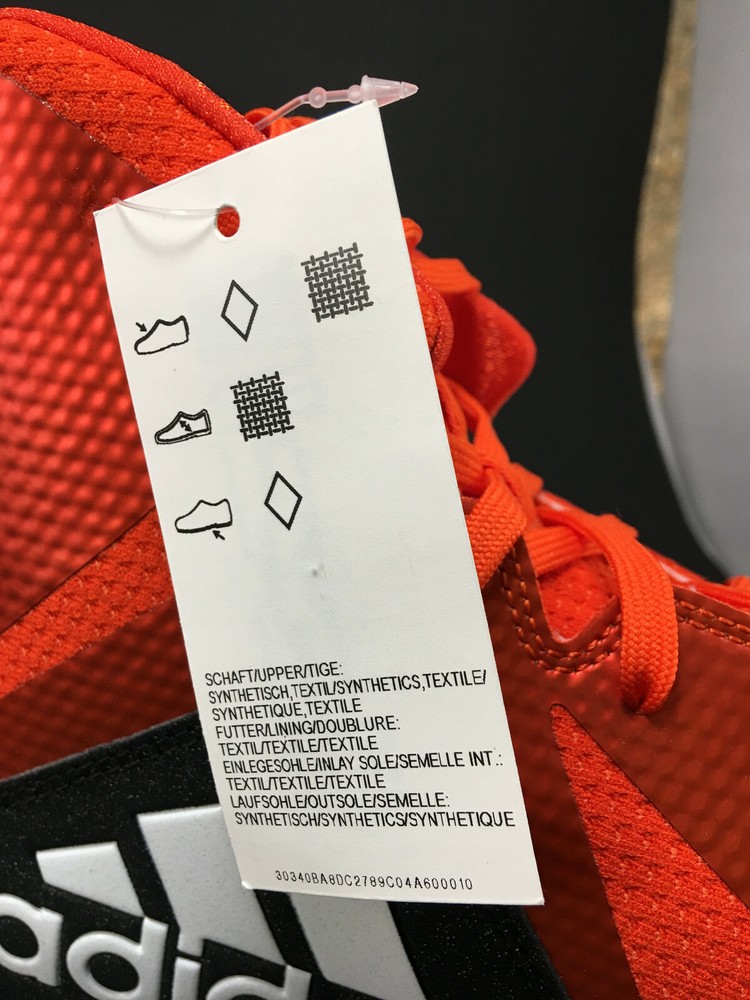 SCHAFT/UPPER/TIGE:
SYNTHETISCH,TEXTIL/SYNTHETICS,TEXTILE/
SYNTHETIQUE,TEXTILE
FUTTER/LINING/DOUBLURE:
TEXTIL/TEXTILE/TEXTILE
EINLEGESOHLE/INLAY SOLE/SEMELLE INT.:
TEXTIL/TEXTILE/TEXTILE
LAUFSOHLE/OUTSOLE/SEMELLE:
SYNTHETISCH/SYNTHETICS/SYNTHETIQUE
30340BA8DC2789C04A600010
adid